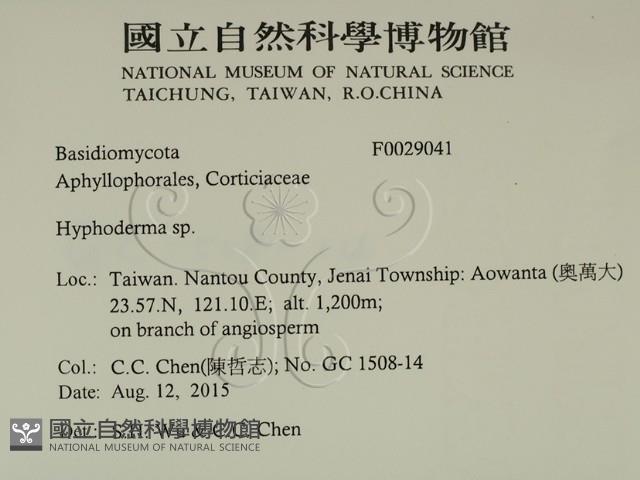 國立自然科學博物館
NATIONAL MUSEUM OF NATURAL SCIENCE
TAICHUNG, TAIWAN, R.O.CHINA
Basidiomycota F0029041
Aphyllophorales, Corticiaceae
Hyphoderma sp.
Loc.: Taiwan. Nantou County, Jenai Township: Aowanta (奧萬大)
23.57.N, 121.10.E; alt. 1,200m;
on branch of angiosperm
Col.: C.C. Chen(陳哲志); No. GC 1508-14
Date: Aug. 12, 2015
Det.: S.H. Wu & C.C. Chen
國立自然科學博物館
NATIONAL MUSEUM OF NATURAL SCIENCE